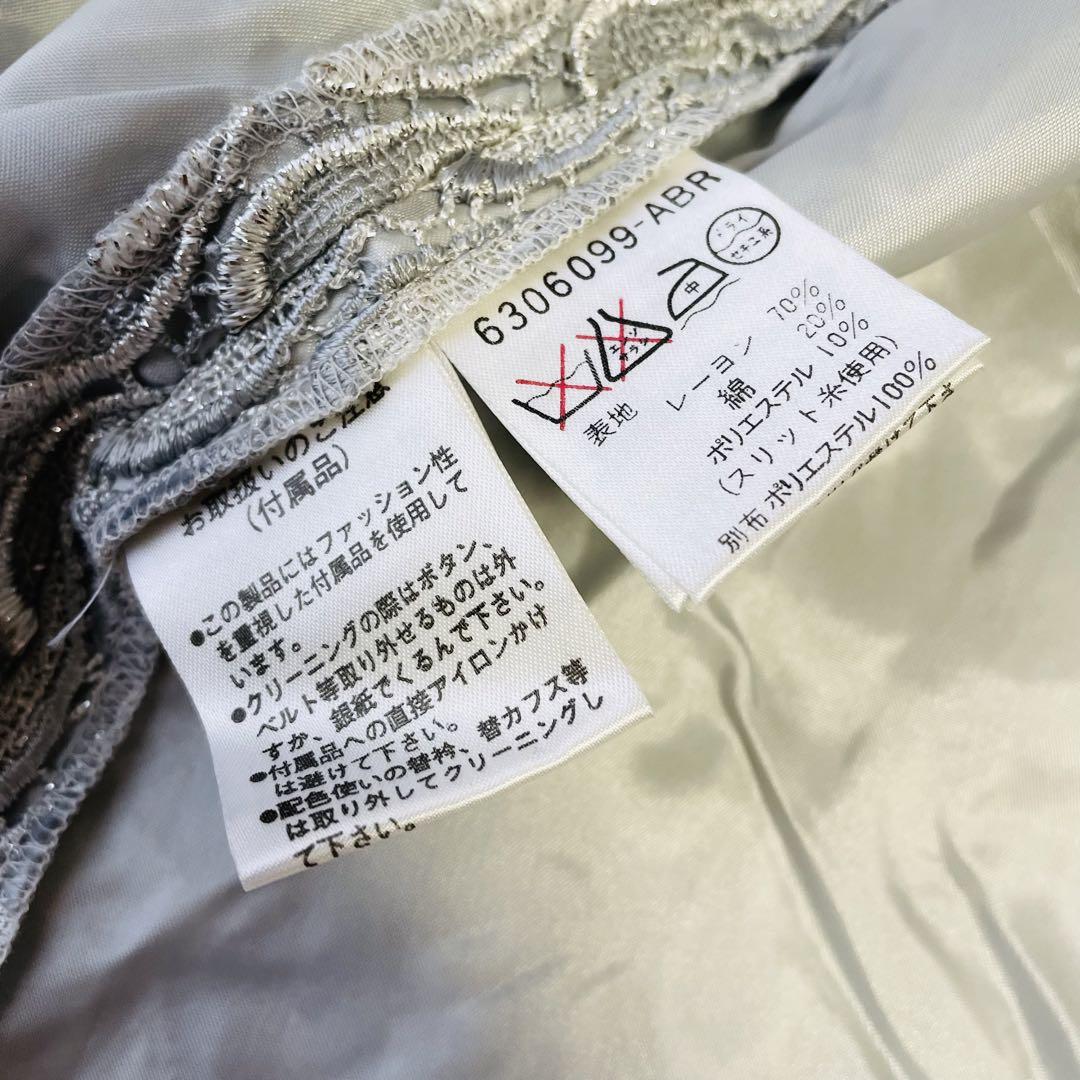 6306099-ABR
エンソ
サラシ
中
ドライ
セキユ系
表地 レーヨン 70%
綿 20%
ポリエステル 10%
(スリット糸使用)
別布 ポリエステル100%
お取扱いのご注意
(付属品)
●この製品にはファッション性
を重視した付属品を使用して
います。
●クリーニングの際はボタン、
ベルト等取り外せるものは外
すか、銀紙でくるんで下さい。
●付属品への直接アイロンかけ
は避けて下さい。
●配色使いの替衿、替カフス等
は取り外してクリーニングし
て下さい。